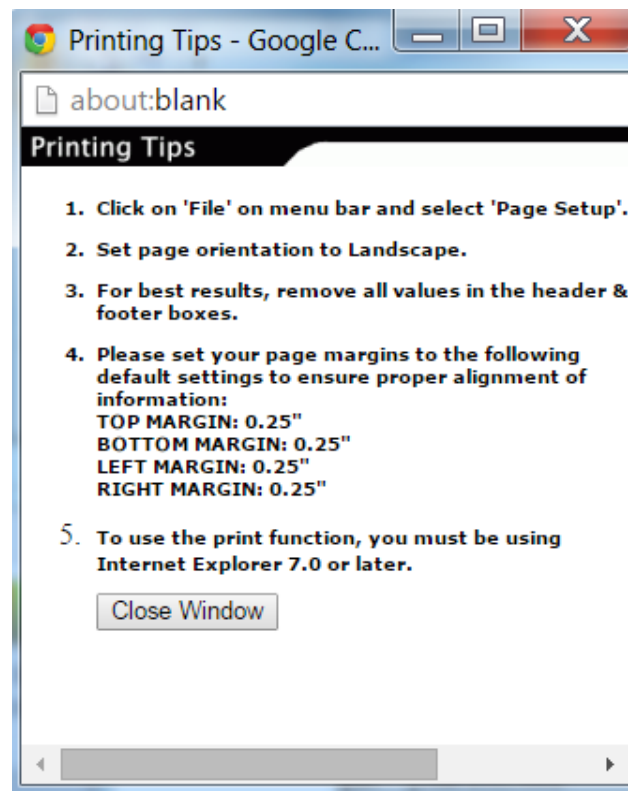 Printing Tips - Google C...
about:blank
Printing Tips
1. Click on 'File' on menu bar and select 'Page Setup'.
2. Set page orientation to Landscape.
3. For best results, remove all values in the header &
footer boxes.
4. Please set your page margins to the following
default settings to ensure proper alignment of
information:
TOP MARGIN: 0.25"
BOTTOM MARGIN: 0.25"
LEFT MARGIN: 0.25"
RIGHT MARGIN: 0.25"
5. To use the print function, you must be using
Internet Explorer 7.0 or later.
Close Window